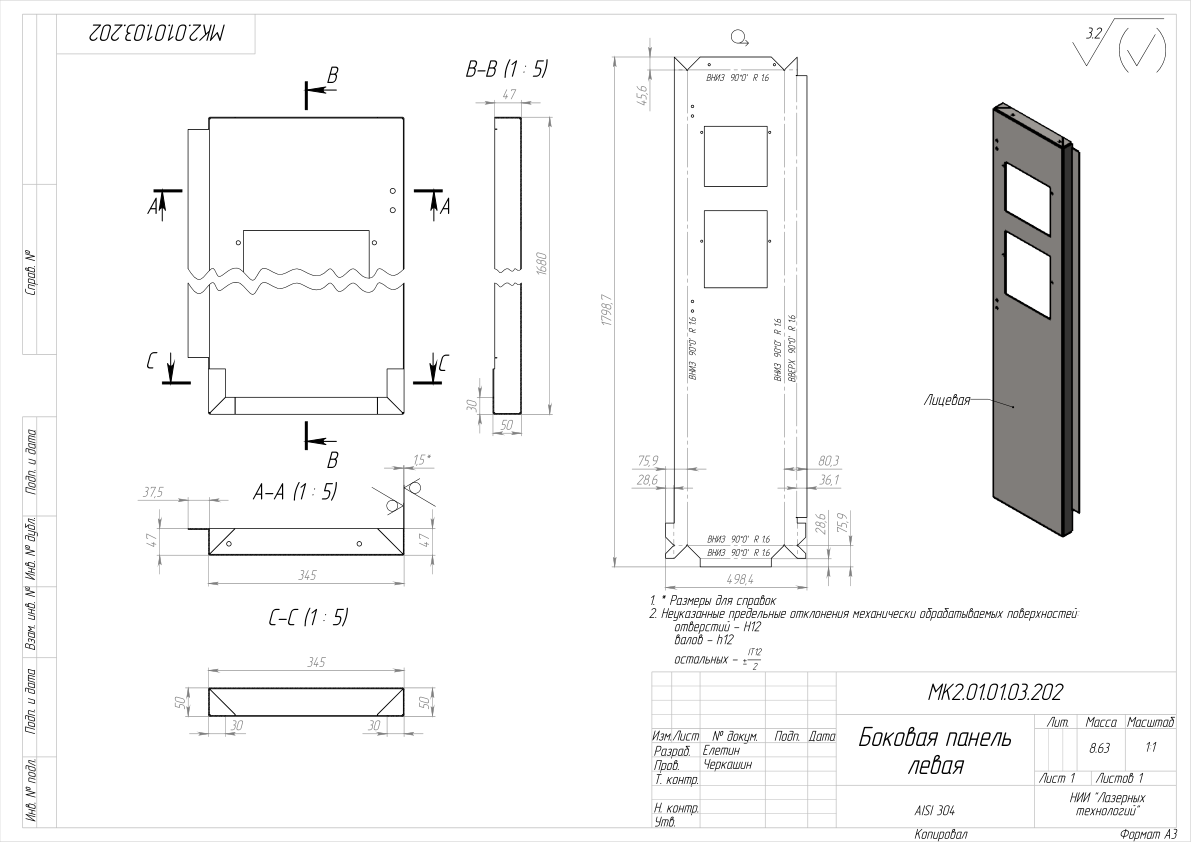 МК2.01.01.03.202
3.2
Справ. №
Подп. и дата
Инв. № дубл.
Взам. инв. №
Подп. и дата
Инв. № подл.
B
A
A
C
C
B
B–B (1 : 5)
47
1680
30
50
A–A (1 : 5)
1,5*
37,5
47
47
345
C–C (1 : 5)
345
50
50
30
30
45,6
ВНИЗ 90°0' R 1.6
1798,7
ВНИЗ 90°0' R 1.6
ВНИЗ 90°0' R 1.6
ВВЕРХ 90°0' R 1.6
75,9
28,6
80,3
36,1
28,6
75,9
ВНИЗ 90°0' R 1.6
ВНИЗ 90°0' R 1.6
498,4
Лицевая
1. * Размеры для справок
2. Неуказанные предельные отклонения механически обрабатываемых поверхностей:
отверстий – H12
валов – h12
остальных – ± IT12
2
МК2.01.01.03.202
Изм. Лист № докум. Подп. Дата
Разраб. Елетин
Пров. Черкашин
Т. контр.
Н. контр.
Утв.
Боковая панель
левая
AISI 304
Лит. Масса Масштаб
8.63 1:1
Лист 1 Листов 1
НИИ "Лазерных
технологий"
Копировал Формат А3